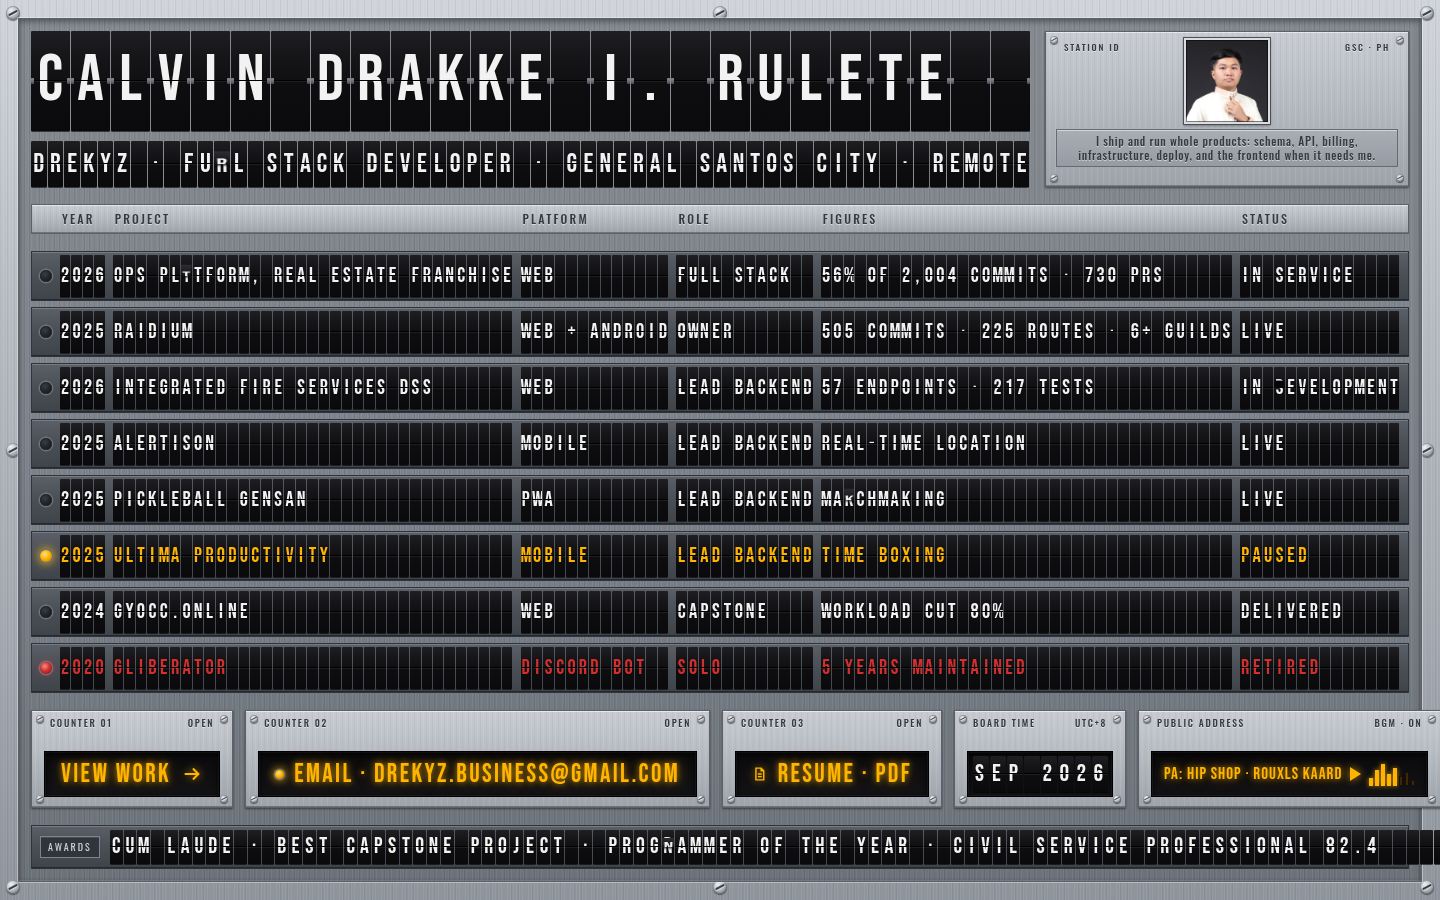 CALVIN DRAKKE I. RULETE
STATION ID
GSC · PH
I ship and run whole products: schema, API, billing,
infrastructure, deploy, and the frontend when it needs me.
DREKYZ · STACK DEVELOPER · GENERAL SANTOS CITY · REMOTE
YEAR PROJECT PLATFORM ROLE FIGURES STATUS
2026 OPS REAL ESTATE FRANCHISE WEB FULL STACK 56% OF 2,004 COMMITS · 730 PRS IN SERVICE
2025 RAIDIUM WEB + ANDROID OWNER 505 COMMITS · 225 ROUTES · 6+ GUILDS LIVE
2026 INTEGRATED FIRE SERVICES DSS WEB LEAD BACKEND 57 ENDPOINTS · 217 TESTS IN
2025 ALERTISON MOBILE LEAD BACKEND REAL-TIME LOCATION LIVE
2025 PICKLEBALL GENSAN PWA LEAD BACKEND LIVE
2025 ULTIMA PRODUCTIVITY MOBILE LEAD BACKEND TIME BOXING PAUSED
2024 GYOCC.ONLINE WEB CAPSTONE WORKLOAD CUT 80% DELIVERED
2020 GLIBERATOR DISCORD BOT SOLO 5 YEARS MAINTAINED RETIRED
COUNTER 01 OPEN
VIEW WORK →
COUNTER 02 OPEN
EMAIL · DREKYZ.BUSINESS@GMAIL.COM
COUNTER 03 OPEN
RESUME · PDF
BOARD TIME UTC+8
SEP 2026
PUBLIC ADDRESS BGM · ON
PA: HIP SHOP · ROUXLS KAARD
AWARDS
CUM LAUDE · BEST CAPSTONE PROJECT · OF THE YEAR · CIVIL SERVICE PROFESSIONAL 82.4